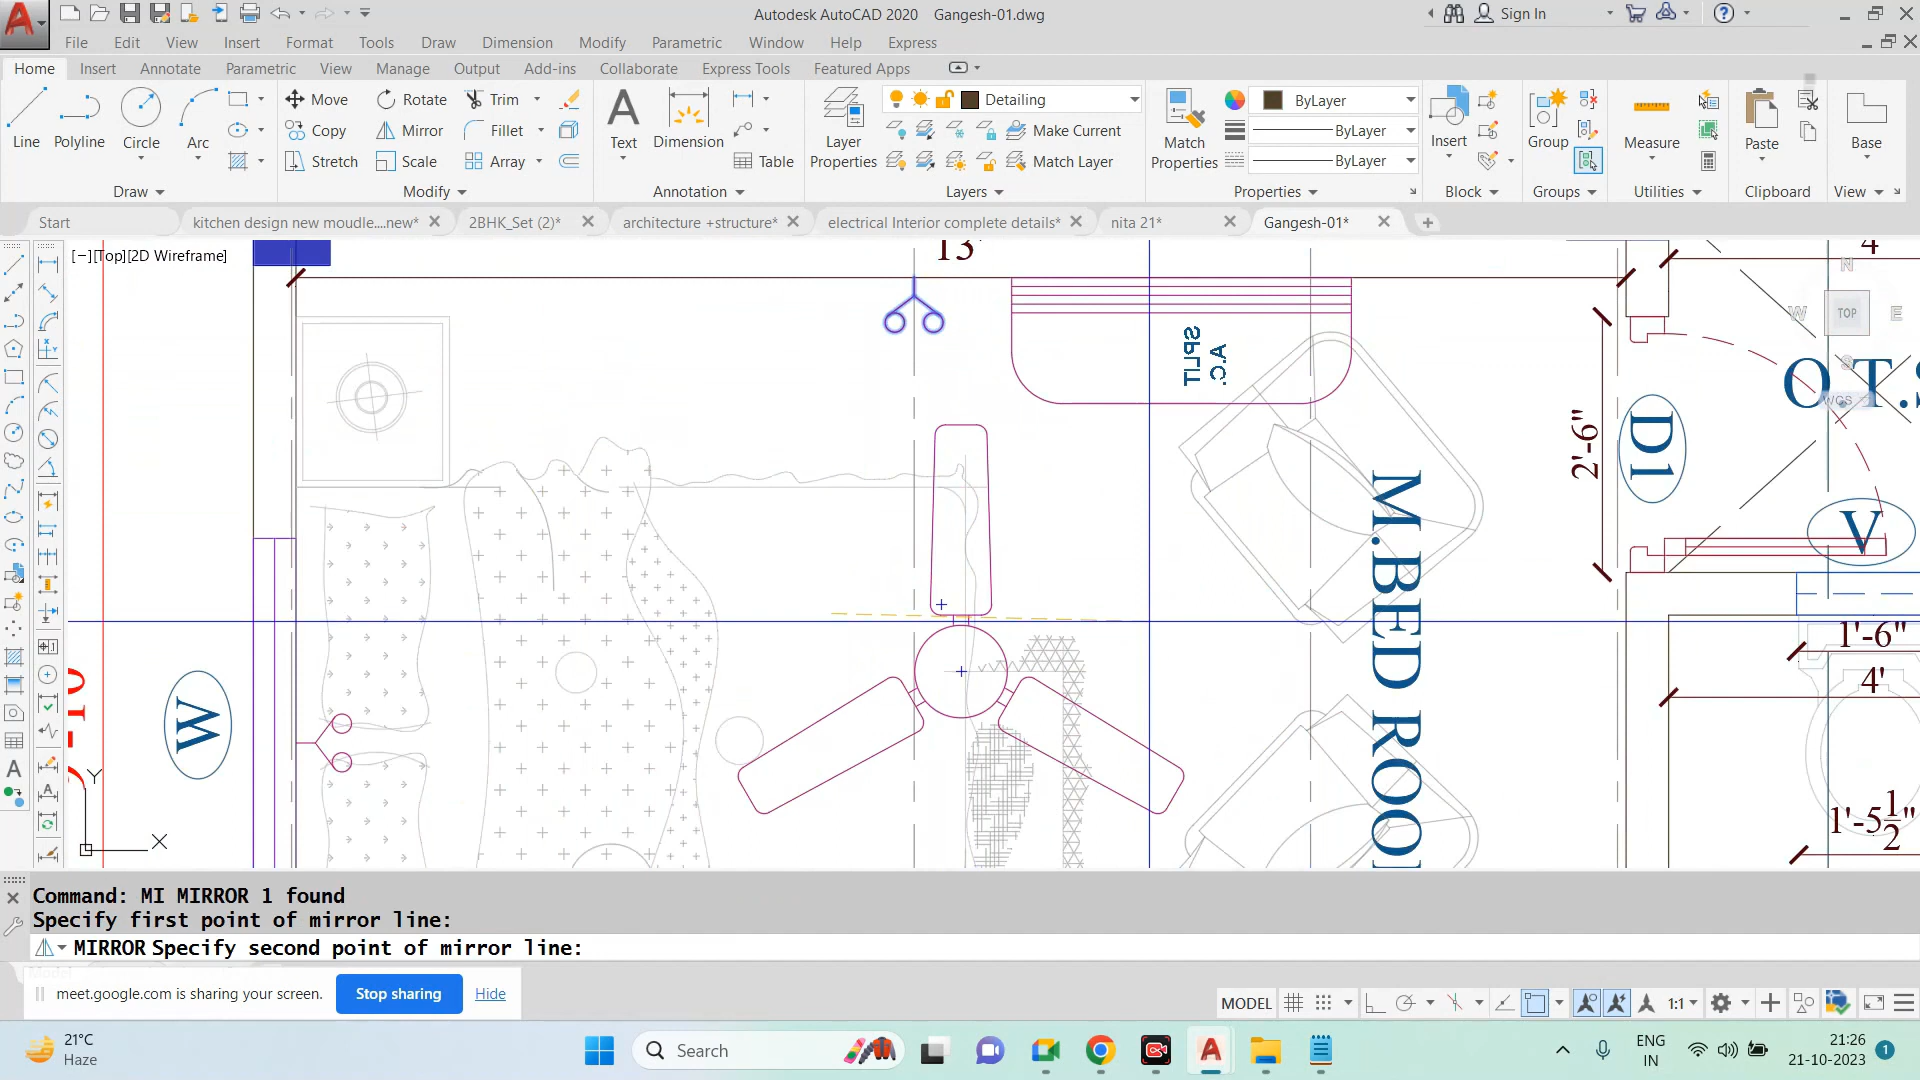 Autodesk AutoCAD 2020 Gangesh-01.dwg
Sign In
File Edit View Insert Format Tools Draw Dimension Modify Parametric Window Help Express
Home Insert Annotate Parametric View Manage Output Add-ins Collaborate Express Tools Featured Apps
Line Polyline Circle Arc
Move Rotate Trim
Copy Mirror Fillet
Stretch Scale Array
Text Dimension Table
Layer Properties
Detailing
Make Current
Match Layer
Match Properties
ByLayer
ByLayer
ByLayer
Insert Group Measure Paste Base
Draw Modify Annotation Layers Properties Block Groups Utilities Clipboard View
Start kitchen design new moudle....new* 2BHK_Set (2)* architecture +structure* electrical Interior complete details* nita 21* Gangesh-01*
[−][Top][2D Wireframe]
13'
4
N
W TOP E
S
WCS
SPLIT
A.C.
O.T.S
2'-6"
D1
V
M.BED ROO
W
1'-6"
4'
1'-5 1/2"
Y
X
Command: MI MIRROR 1 found
Specify first point of mirror line:
MIRROR Specify second point of mirror line:
Model
meet.google.com is sharing your screen. Stop sharing Hide
MODEL 1:1
21°C
Haze
Search
ENG
IN
21:26
21-10-2023
1